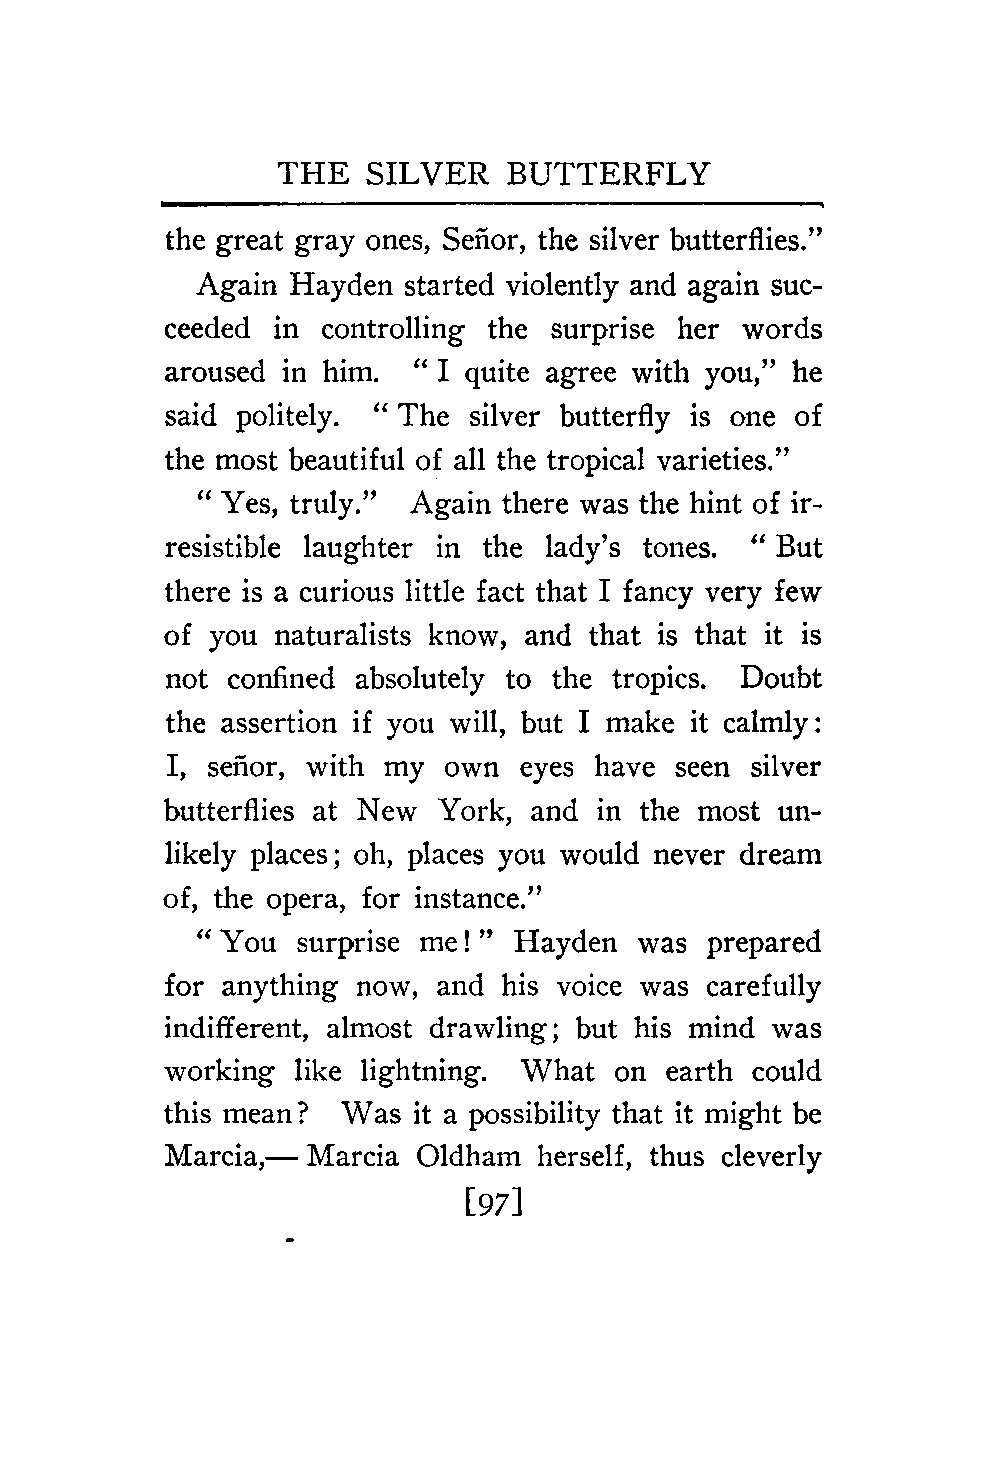 THE SILVER BUTTERFLY
the great gray ones, Señor, the silver butterflies."
Again Hayden started violently and again suc-
ceeded in controlling the surprise her words
aroused in him. "I quite agree with you," he
said politely. "The silver butterfly is one of
the most beautiful of all the tropical varieties."
"Yes, truly." Again there was the hint of ir-
resistible laughter in the lady's tones. "But
there is a curious little fact that I fancy very few
of you naturalists know, and that is that it is
not confined absolutely to the tropics. Doubt
the assertion if you will, but I make it calmly:
I, señor, with my own eyes have seen silver
butterflies at New York, and in the most un-
likely places; oh, places you would never dream
of, the opera, for instance."
"You surprise me!" Hayden was prepared
for anything now, and his voice was carefully
indifferent, almost drawling; but his mind was
working like lightning. What on earth could
this mean? Was it a possibility that it might be
Marcia,— Marcia Oldham herself, thus cleverly
[97]